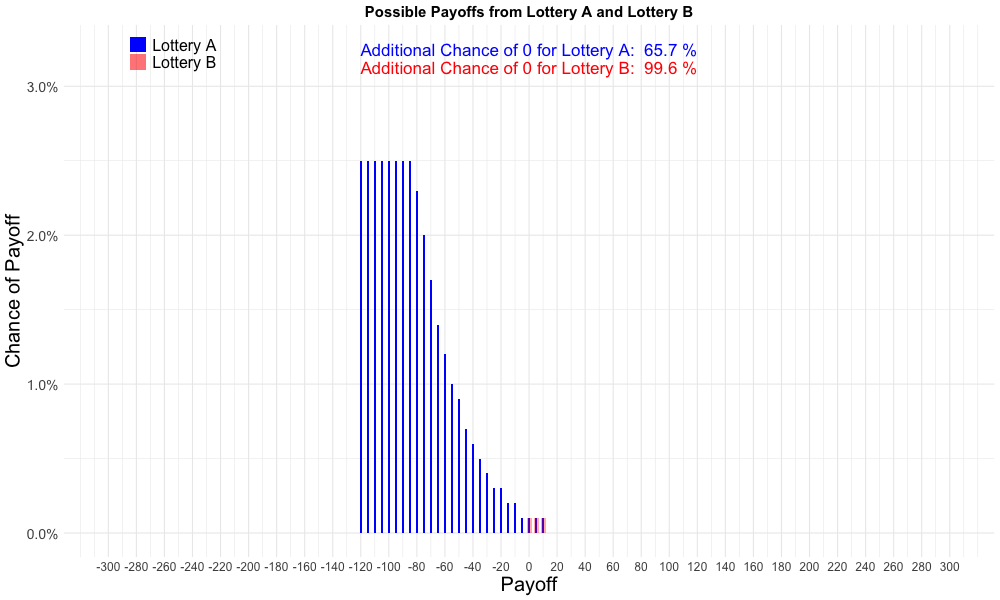 Possible Payoffs from Lottery A and Lottery B
Lottery A
Lottery B
Additional Chance of 0 for Lottery A: 65.7 %
Additional Chance of 0 for Lottery B: 99.6 %
Chance of Payoff
3.0%
2.0%
1.0%
0.0%
-300 -280 -260 -240 -220 -200 -180 -160 -140 -120 -100 -80 -60 -40 -20 0 20 40 60 80 100 120 140 160 180 200 220 240 260 280 300
Payoff